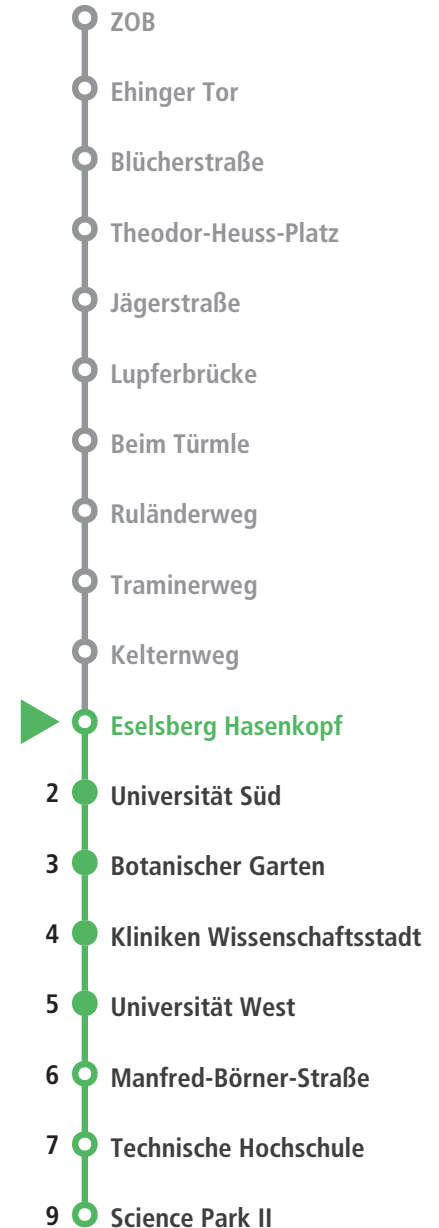 ZOB
Ehinger Tor
Blücherstraße
Theodor-Heuss-Platz
Jägerstraße
Lupferbrücke
Beim Türmle
Ruländerweg
Traminerweg
Kelternweg
Eselsberg Hasenkopf
2 Universität Süd
3 Botanischer Garten
4 Kliniken Wissenschaftsstadt
5 Universität West
6 Manfred-Börner-Straße
7 Technische Hochschule
9 Science Park II